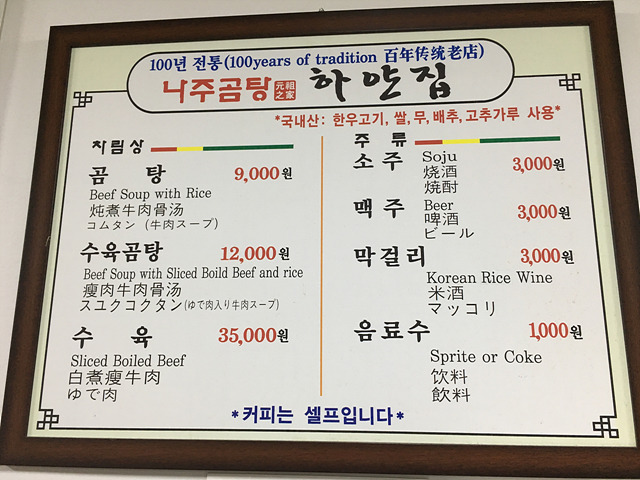 100년 전통(100years of tradition 百年传统老店)
나주곰탕 元祖之家 하얀집
*국내산: 한우고기, 쌀,무,배추,고추가루 사용*
차림상
곰 탕 9,000원
Beef Soup with Rice
炖煮牛肉骨汤
コムタン (牛肉スープ)
수육곰탕 12,000원
Beef Soup with Sliced Boild Beef and rice
瘦肉牛肉骨汤
スユクコクタン(ゆで肉入り牛肉スープ)
수 육 35,000원
Sliced Boiled Beef
白煮瘦牛肉
ゆで肉
주 류
소 주 Soju 3,000원
烧酒
焼酎
맥 주 Beer 3,000원
啤酒
ビール
막걸리 3,000원
Korean Rice Wine
米酒
マッコリ
음료수 1,000원
Sprite or Coke
饮料
飲料
*커피는 셀프입니다*